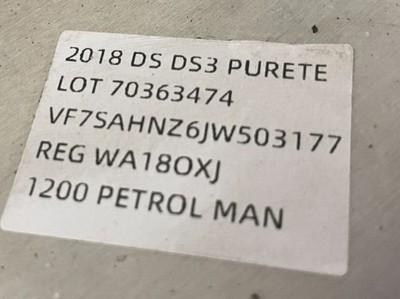 2018 DS DS3 PURETE
LOT 70363474
VF7SAHNZ6JW503177
REG WA18OXJ
1200 PETROL MAN